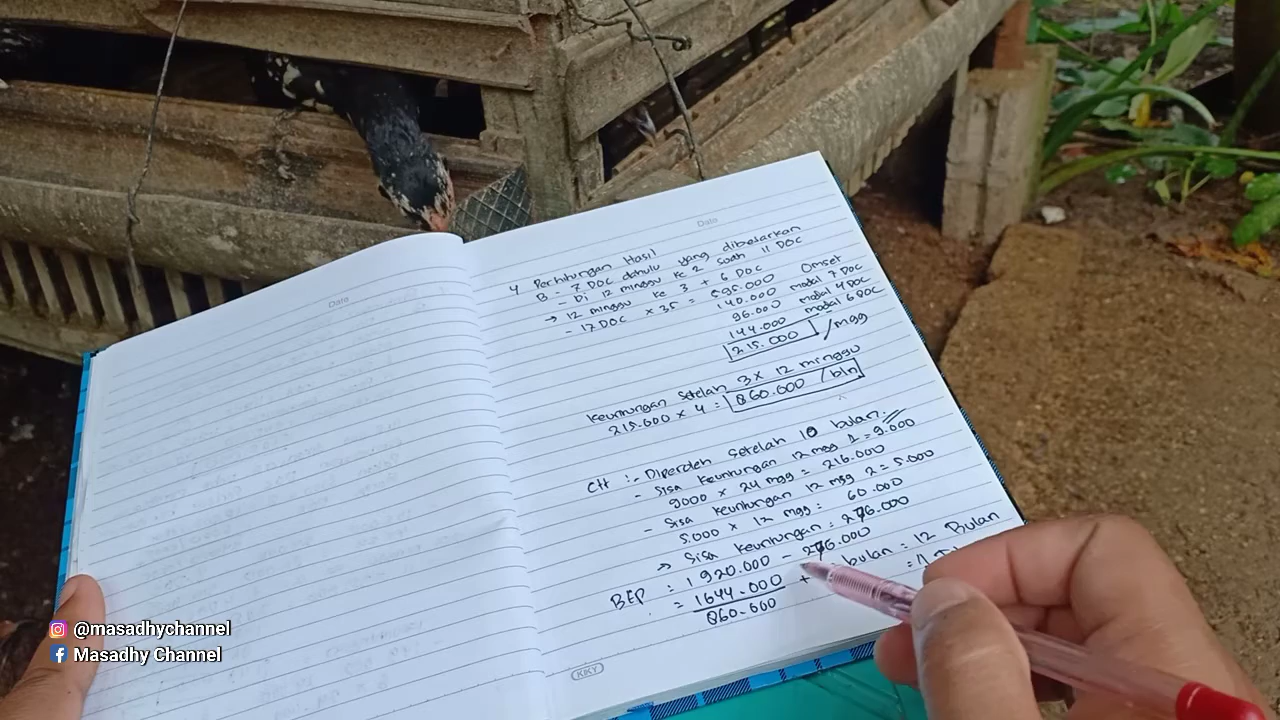 Date
Date
4 Perhitungan Hasil
B - 7 DOC dahulu yang dibesarkan
- Di 12 minggu ke 2 suah 11 DOC
→ 12 minggu ke 3 + 6 DOC
- 17 DOC x 35 = 595.000 Omset
140.000 modal 7 DOC
96.000 modal 4 DOC
144.000 modal 6 DOC
215.000 /mgg
Keuntungan setelah 3 x 12 minggu
215.000 x 4 = 860.000 /bln
Ctt :- Diperoleh setelah 10 bulan.
- Sisa keuntungan 12 mgg 1 = 9.000
9000 x 24 mgg = 216.000
- Sisa keuntungan 12 mgg 2 = 5.000
5.000 x 12 mgg = 60.000
→ Sisa keuntungan = 276.000
BEP : 1 920.000 - 276.000
= 1644.000 + bulan = 12 Bulan
860.000
KIKY
@masadhychannel
Masadhy Channel